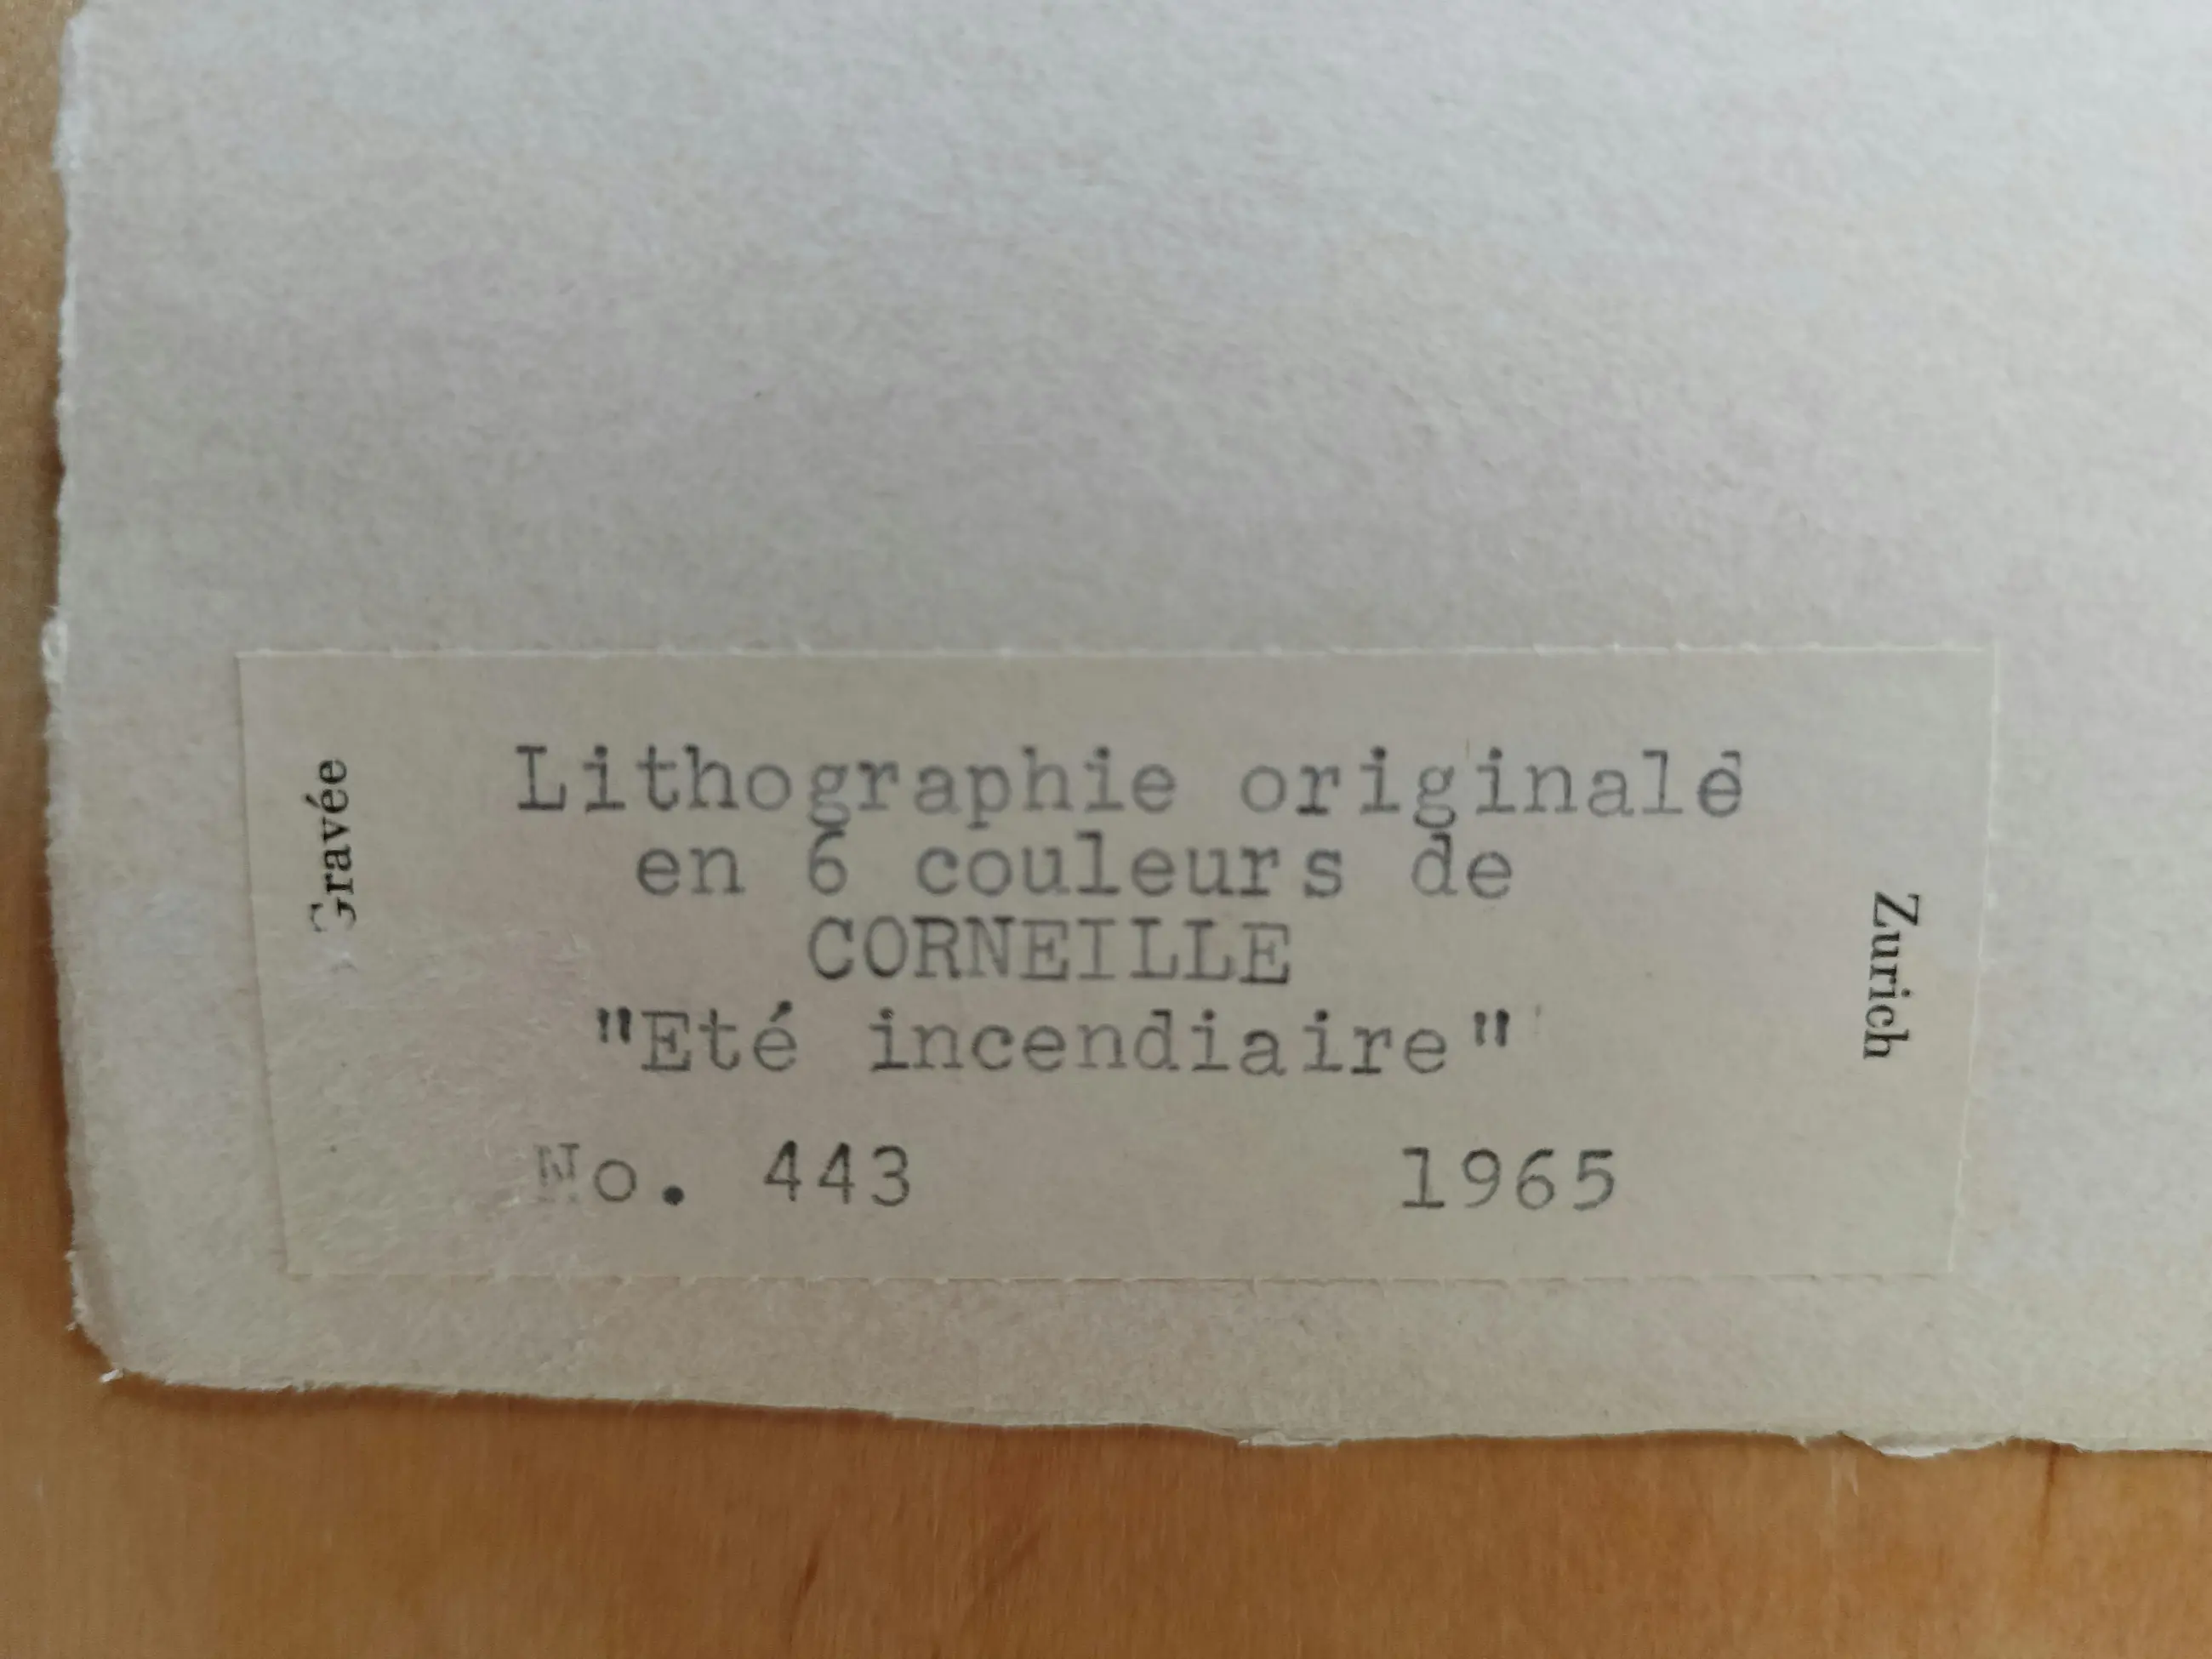 Gravée
Lithographie originale
en 6 couleurs de
CORNEILLE
"Eté incendiaire"
No. 443 1965
Zurich